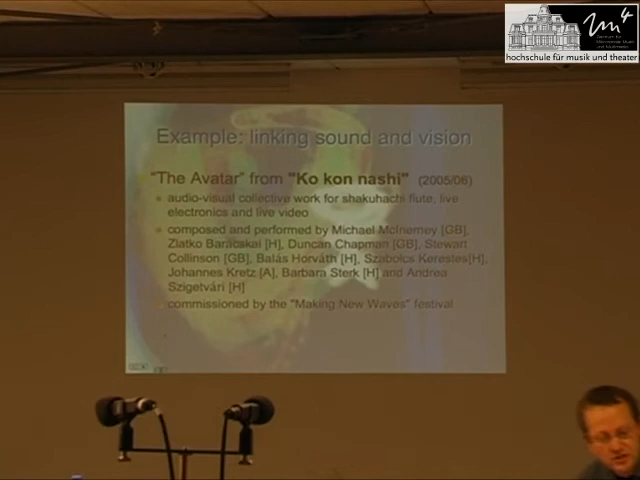 m4
hochschule für musik und theater
Example: linking sound and vision
"The Avatar" from "Ko kon nashi" (2005/06)
audio-visual collective work for shakuhachi flute, live
electronics and live video
composed and performed by Michael McInerney [GB],
Zlatko Baracskai [H], Duncan Chapman [GB], Stewart
Collinson [GB], Balás Horváth [H], Szabolcs Kerestes[H],
Johannes Kretz [A], Barbara Sterk [H] and Andrea
Szigetvári [H]
commissioned by the "Making New Waves" festival